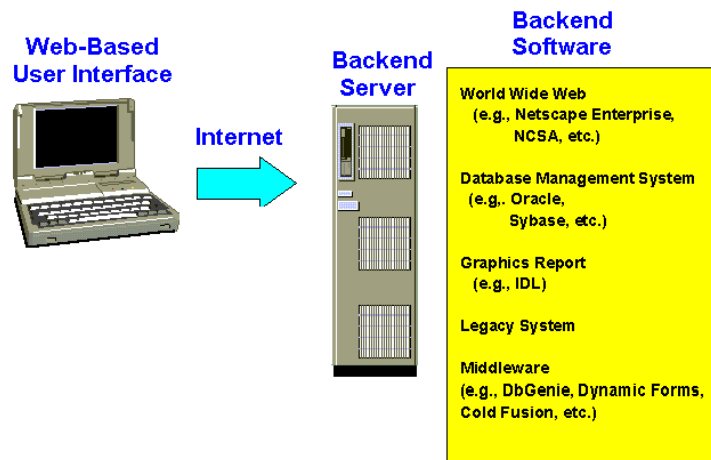 Web-Based
User Interface
Internet
Backend
Server
Backend
Software
World Wide Web
(e.g., Netscape Enterprise,
NCSA, etc.)
Database Management System
(e.g,. Oracle,
Sybase, etc.)
Graphics Report
(e.g., IDL)
Legacy System
Middleware
(e.g., DbGenie, Dynamic Forms,
Cold Fusion, etc.)